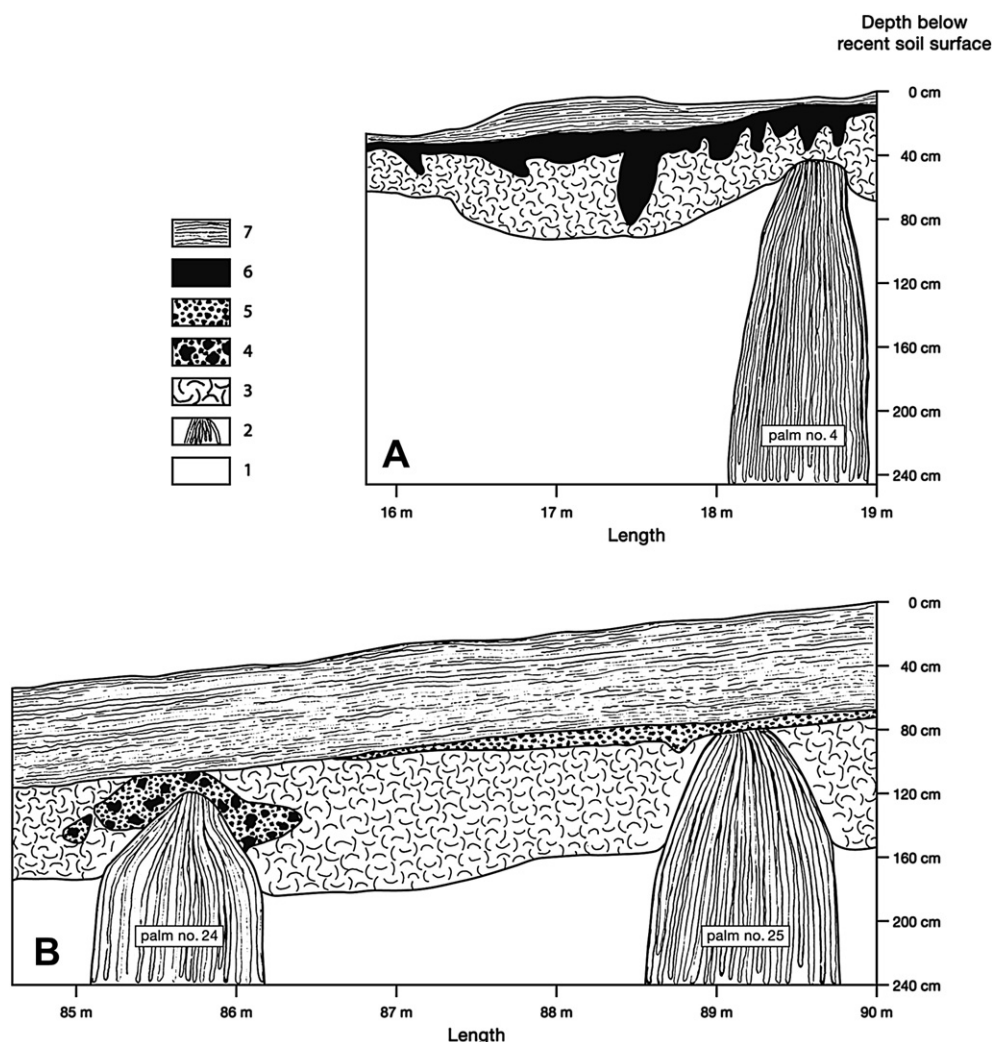 Depth below
recent soil surface
0 cm
40 cm
80 cm
120 cm
160 cm
200 cm
240 cm
7
6
5
4
3
2
1
A
palm no. 4
16 m
17 m
18 m
19 m
Length
0 cm
40 cm
80 cm
120 cm
160 cm
200 cm
240 cm
B
palm no. 24
palm no. 25
85 m
86 m
87 m
88 m
89 m
90 m
Length